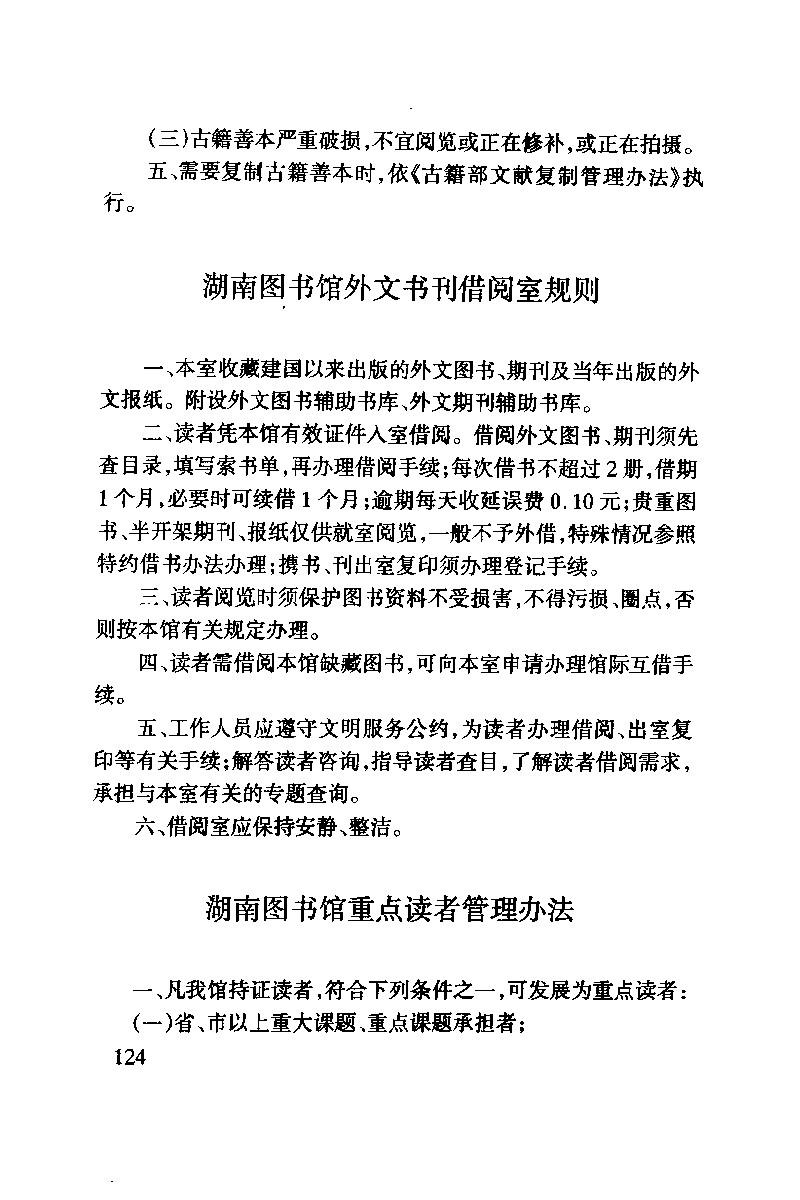 (三)古籍善本严重破损,不宜阅览或正在修补,或正在拍摄。
五、需要复制古籍善本时,依《古籍部文献复制管理办法》执
行。
湖南图书馆外文书刊借阅室规则
一、本室收藏建国以来出版的外文图书、期刊及当年出版的外
文报纸。附设外文图书辅助书库、外文期刊辅助书库。
二、读者凭本馆有效证件入室借阅。借阅外文图书、期刊须先
查目录,填写索书单,再办理借阅手续;每次借书不超过2册,借期
1个月,必要时可续借1个月;逾期每天收延误费0.10元;贵重图
书、半开架期刊、报纸仅供就室阅览,一般不予外借,特殊情况参照
特约借书办法办理;携书、刊出室复印须办理登记手续。
三、读者阅览时须保护图书资料不受损害,不得污损、圈点,否
则按本馆有关规定办理。
四、读者需借阅本馆缺藏图书,可向本室申请办理馆际互借手
续。
五、工作人员应遵守文明服务公约,为读者办理借阅、出室复
印等有关手续;解答读者咨询,指导读者查目,了解读者借阅需求,
承担与本室有关的专题查询。
六、借阅室应保持安静、整洁。
湖南图书馆重点读者管理办法
一、凡我馆持证读者,符合下列条件之一,可发展为重点读者:
(一)省、市以上重大课题、重点课题承担者;
124